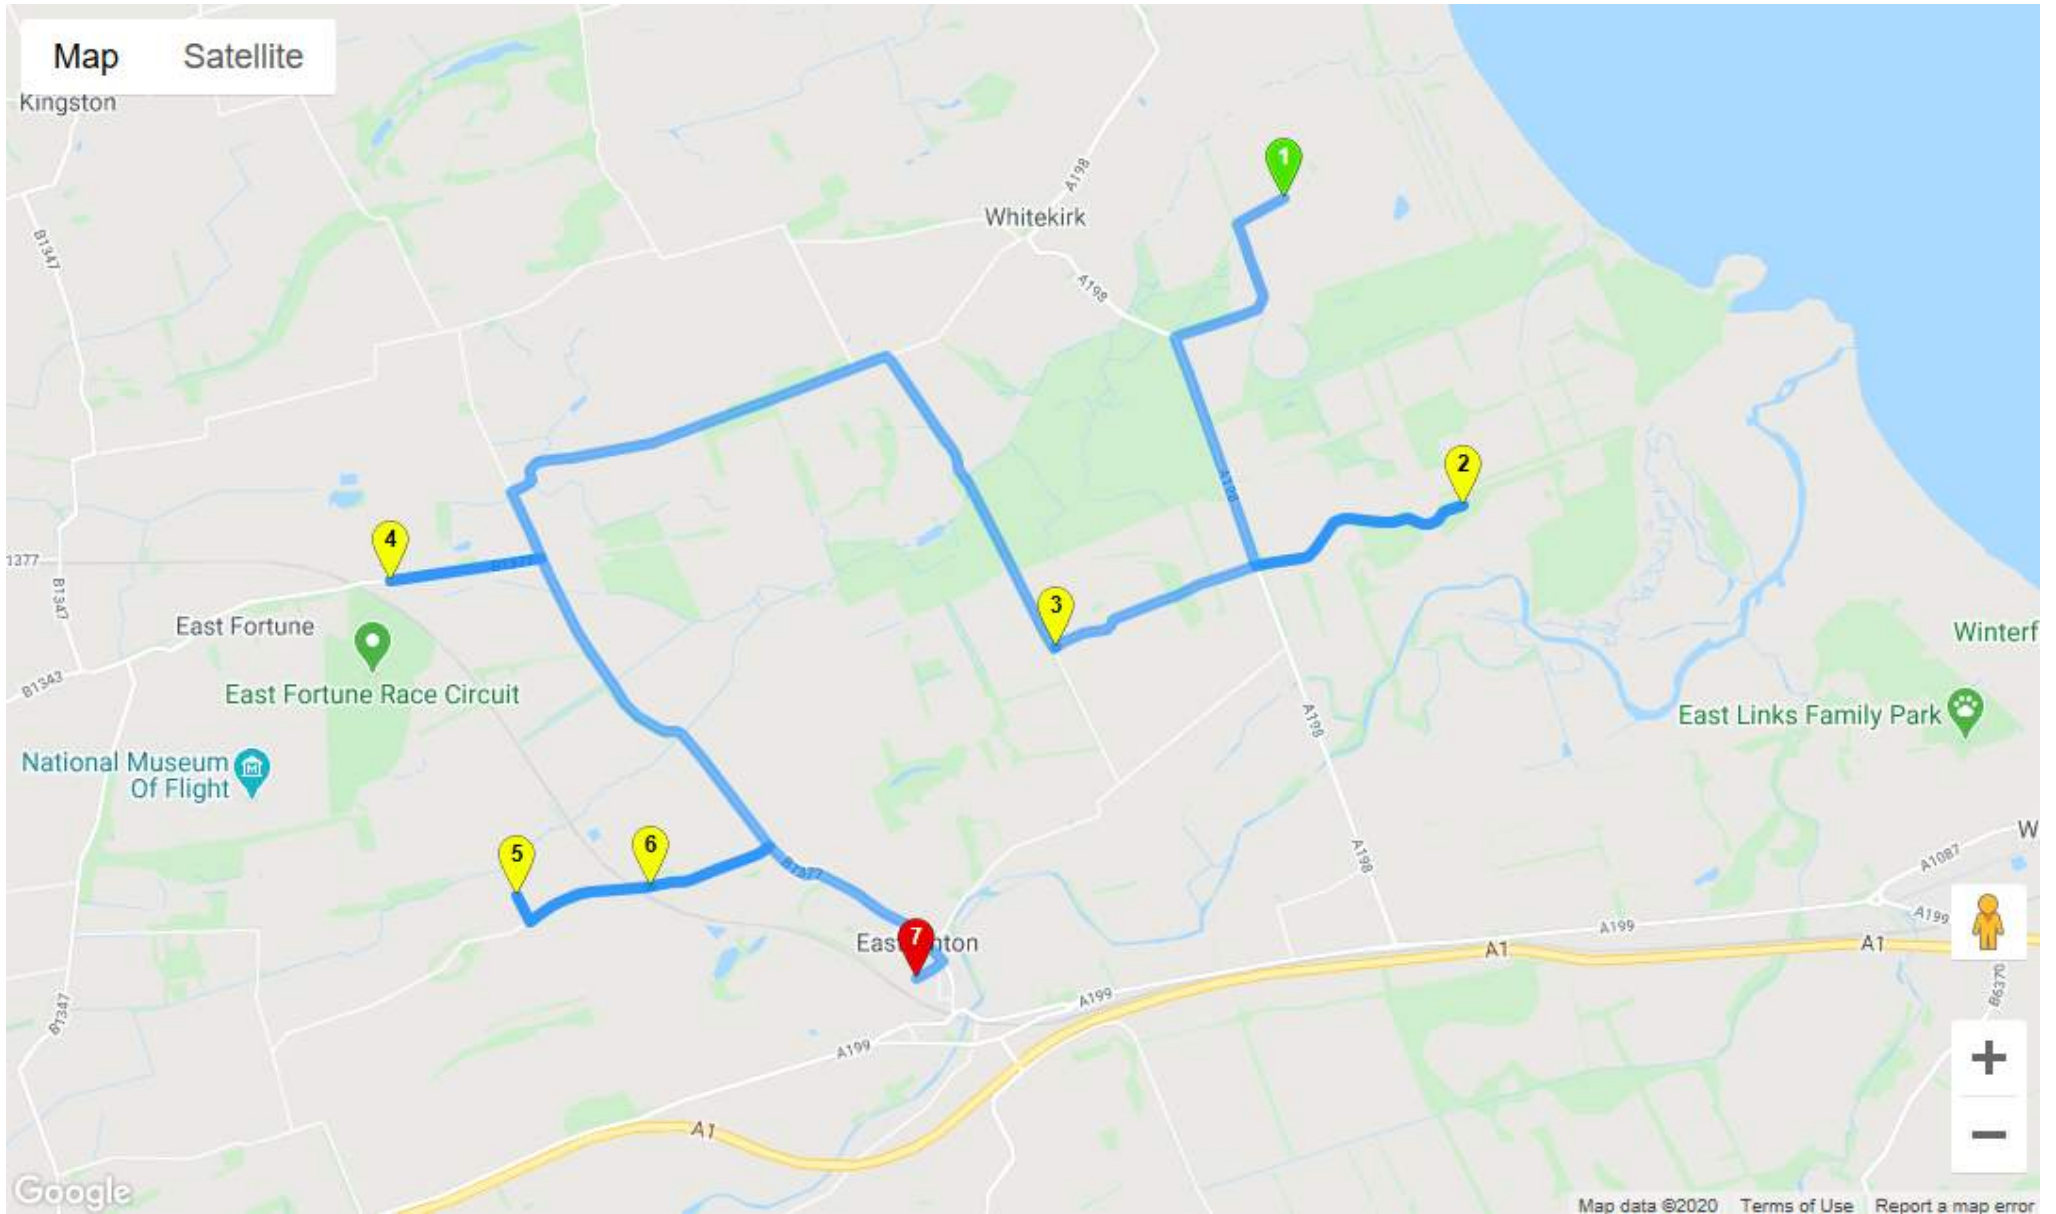 Map Satellite
Kingston
1
A198
Whitekirk
B1347
A198
2
A198
4
1377
B1377
B1347
3
East Fortune
Winterf
B1343
East Fortune Race Circuit
A198
East Links Family Park
National Museum
Of Flight
W
5
6
A198
A1087
B1377
7
A199
A199
East
nton
A1
A1
B6370
B1347
A199
A199
A1
+
−
Google
Map data ©2020 Terms of Use Report a map error